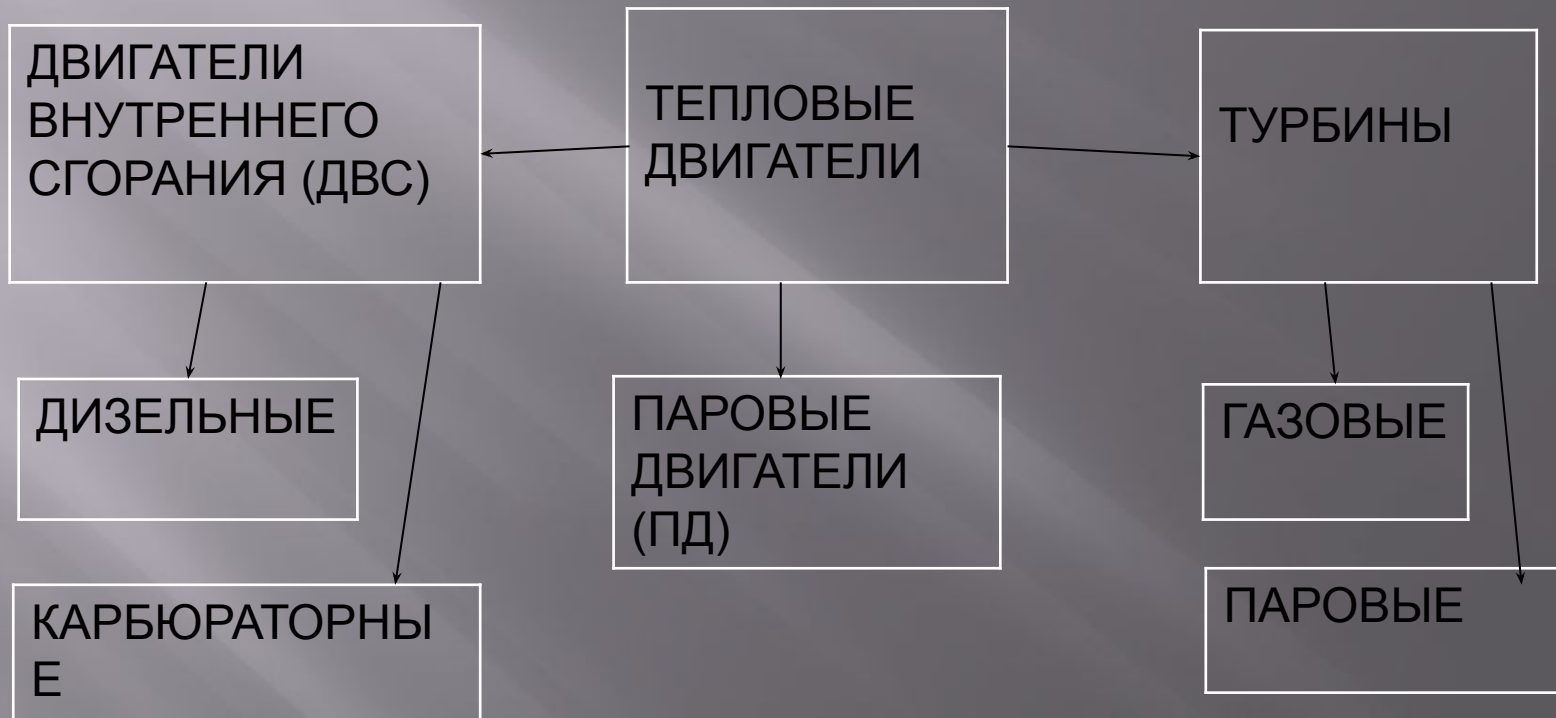 ДВИГАТЕЛИ
ВНУТРЕННЕГО
СГОРАНИЯ (ДВС)
ТЕПЛОВЫЕ
ДВИГАТЕЛИ
ТУРБИНЫ
ДИЗЕЛЬНЫЕ
ПАРОВЫЕ
ДВИГАТЕЛИ
(ПД)
ГАЗОВЫЕ
КАРБЮРАТОРНЫ
Е
ПАРОВЫЕ